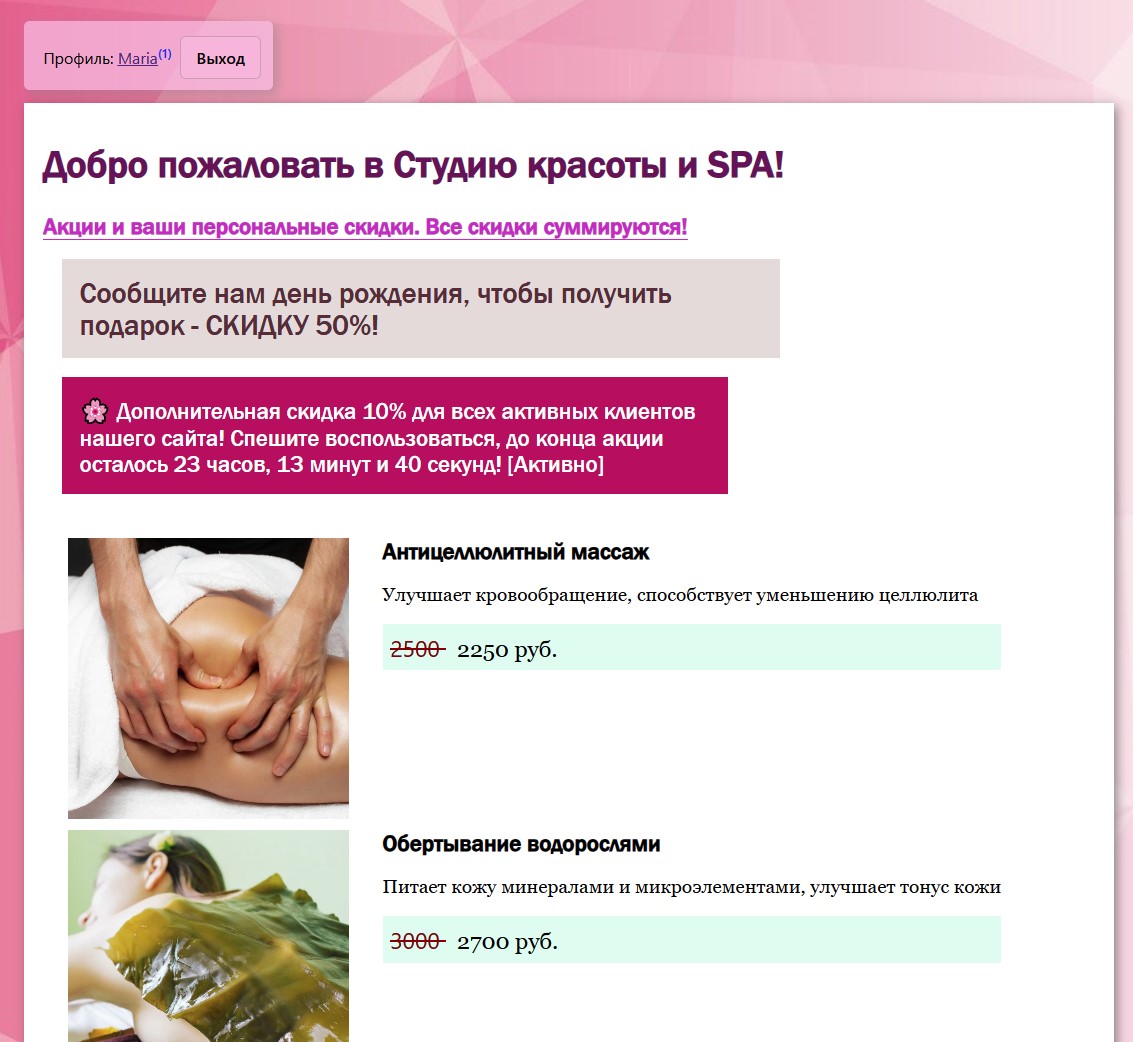 Профиль: Maria(1) Выход
Добро пожаловать в Студию красоты и SPA!
Акции и ваши персональные скидки. Все скидки суммируются!
Сообщите нам день рождения, чтобы получить
подарок - СКИДКУ 50%!
🌸 Дополнительная скидка 10% для всех активных клиентов
нашего сайта! Спешите воспользоваться, до конца акции
осталось 23 часов, 13 минут и 40 секунд! [Активно]
Антицеллюлитный массаж
Улучшает кровообращение, способствует уменьшению целлюлита
2500 2250 руб.
Обертывание водорослями
Питает кожу минералами и микроэлементами, улучшает тонус кожи
3000 2700 руб.